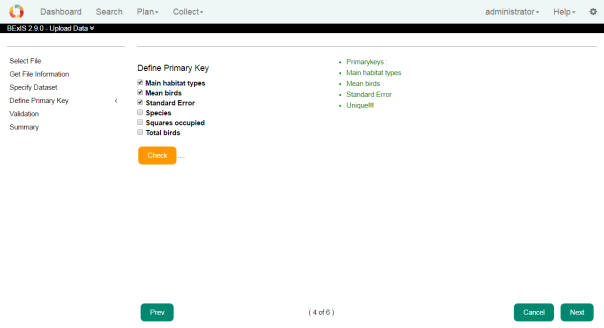 Dashboard Search Plan Collect administrator Help
BExIS 2.9.0 - Upload Data
Select File
Get File Information
Specify Dataset
Define Primary Key <
Validation
Summary
Define Primary Key
Main habitat types
Mean birds
Standard Error
Species
Squares occupied
Total birds
Check ....
Primarykeys :
Main habitat types
Mean birds
Standard Error
Unique!!!!
Prev ( 4 of 6 ) Cancel Next